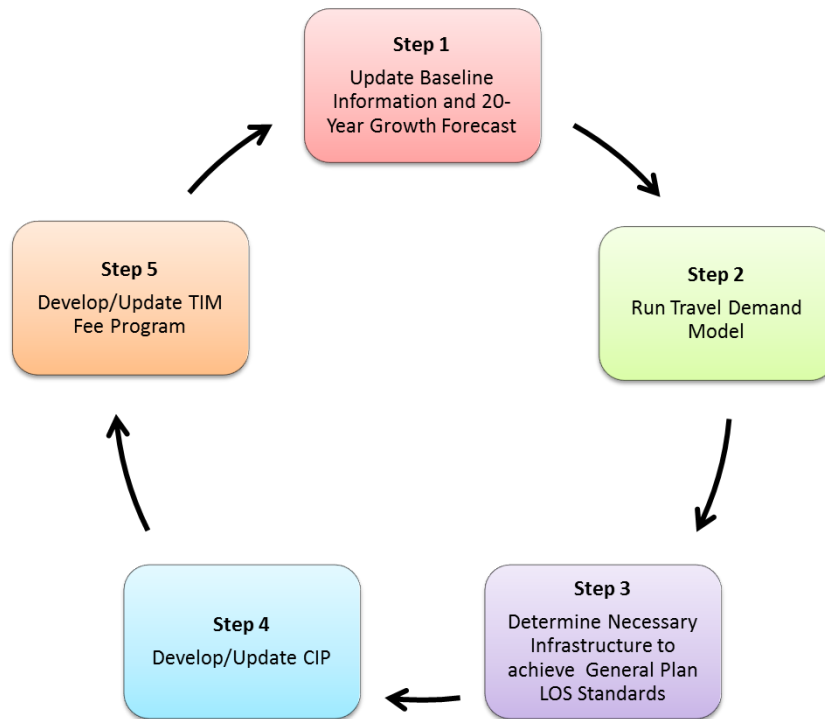 Step 1
Update Baseline
Information and 20-
Year Growth Forecast
Step 2
Run Travel Demand
Model
Step 3
Determine Necessary
Infrastructure to
achieve General Plan
LOS Standards
Step 4
Develop/Update CIP
Step 5
Develop/Update TIM
Fee Program